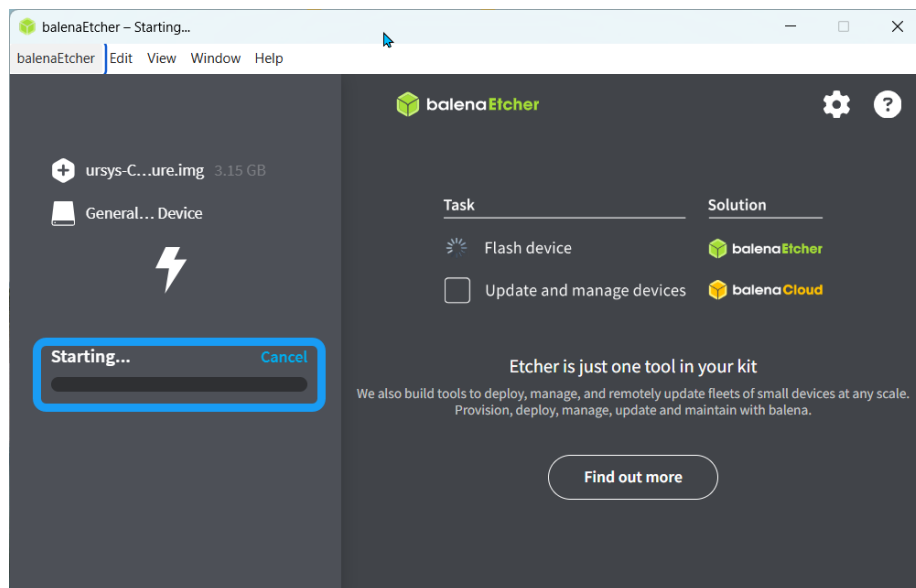 balenaEtcher – Starting...
balenaEtcher Edit View Window Help
balenaEtcher
?
ursys-C...ure.img 3.15 GB
General... Device
Task Solution
Flash device balenaEtcher
Update and manage devices balenaCloud
Starting... Cancel
Etcher is just one tool in your kit
We also build tools to deploy, manage, and remotely update fleets of small devices at any scale.
Provision, deploy, manage, update and maintain with balena.
Find out more